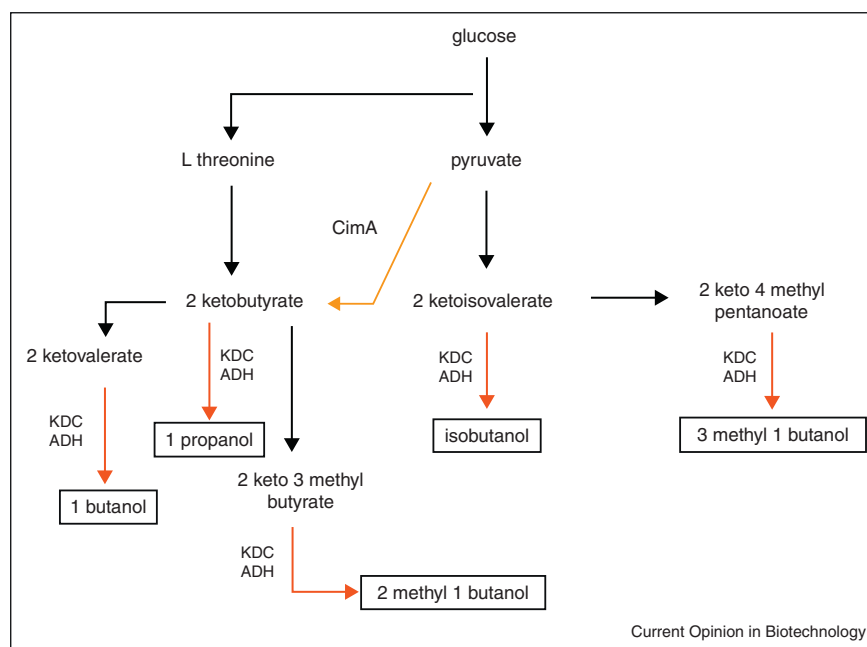 glucose
L threonine
pyruvate
CimA
2 ketobutyrate
2 ketoisovalerate
2 keto 4 methyl
pentanoate
2 ketovalerate
KDC
ADH
KDC
ADH
KDC
ADH
KDC
ADH
1 propanol
isobutanol
3 methyl 1 butanol
2 keto 3 methyl
butyrate
1 butanol
KDC
ADH
2 methyl 1 butanol
Current Opinion in Biotechnology